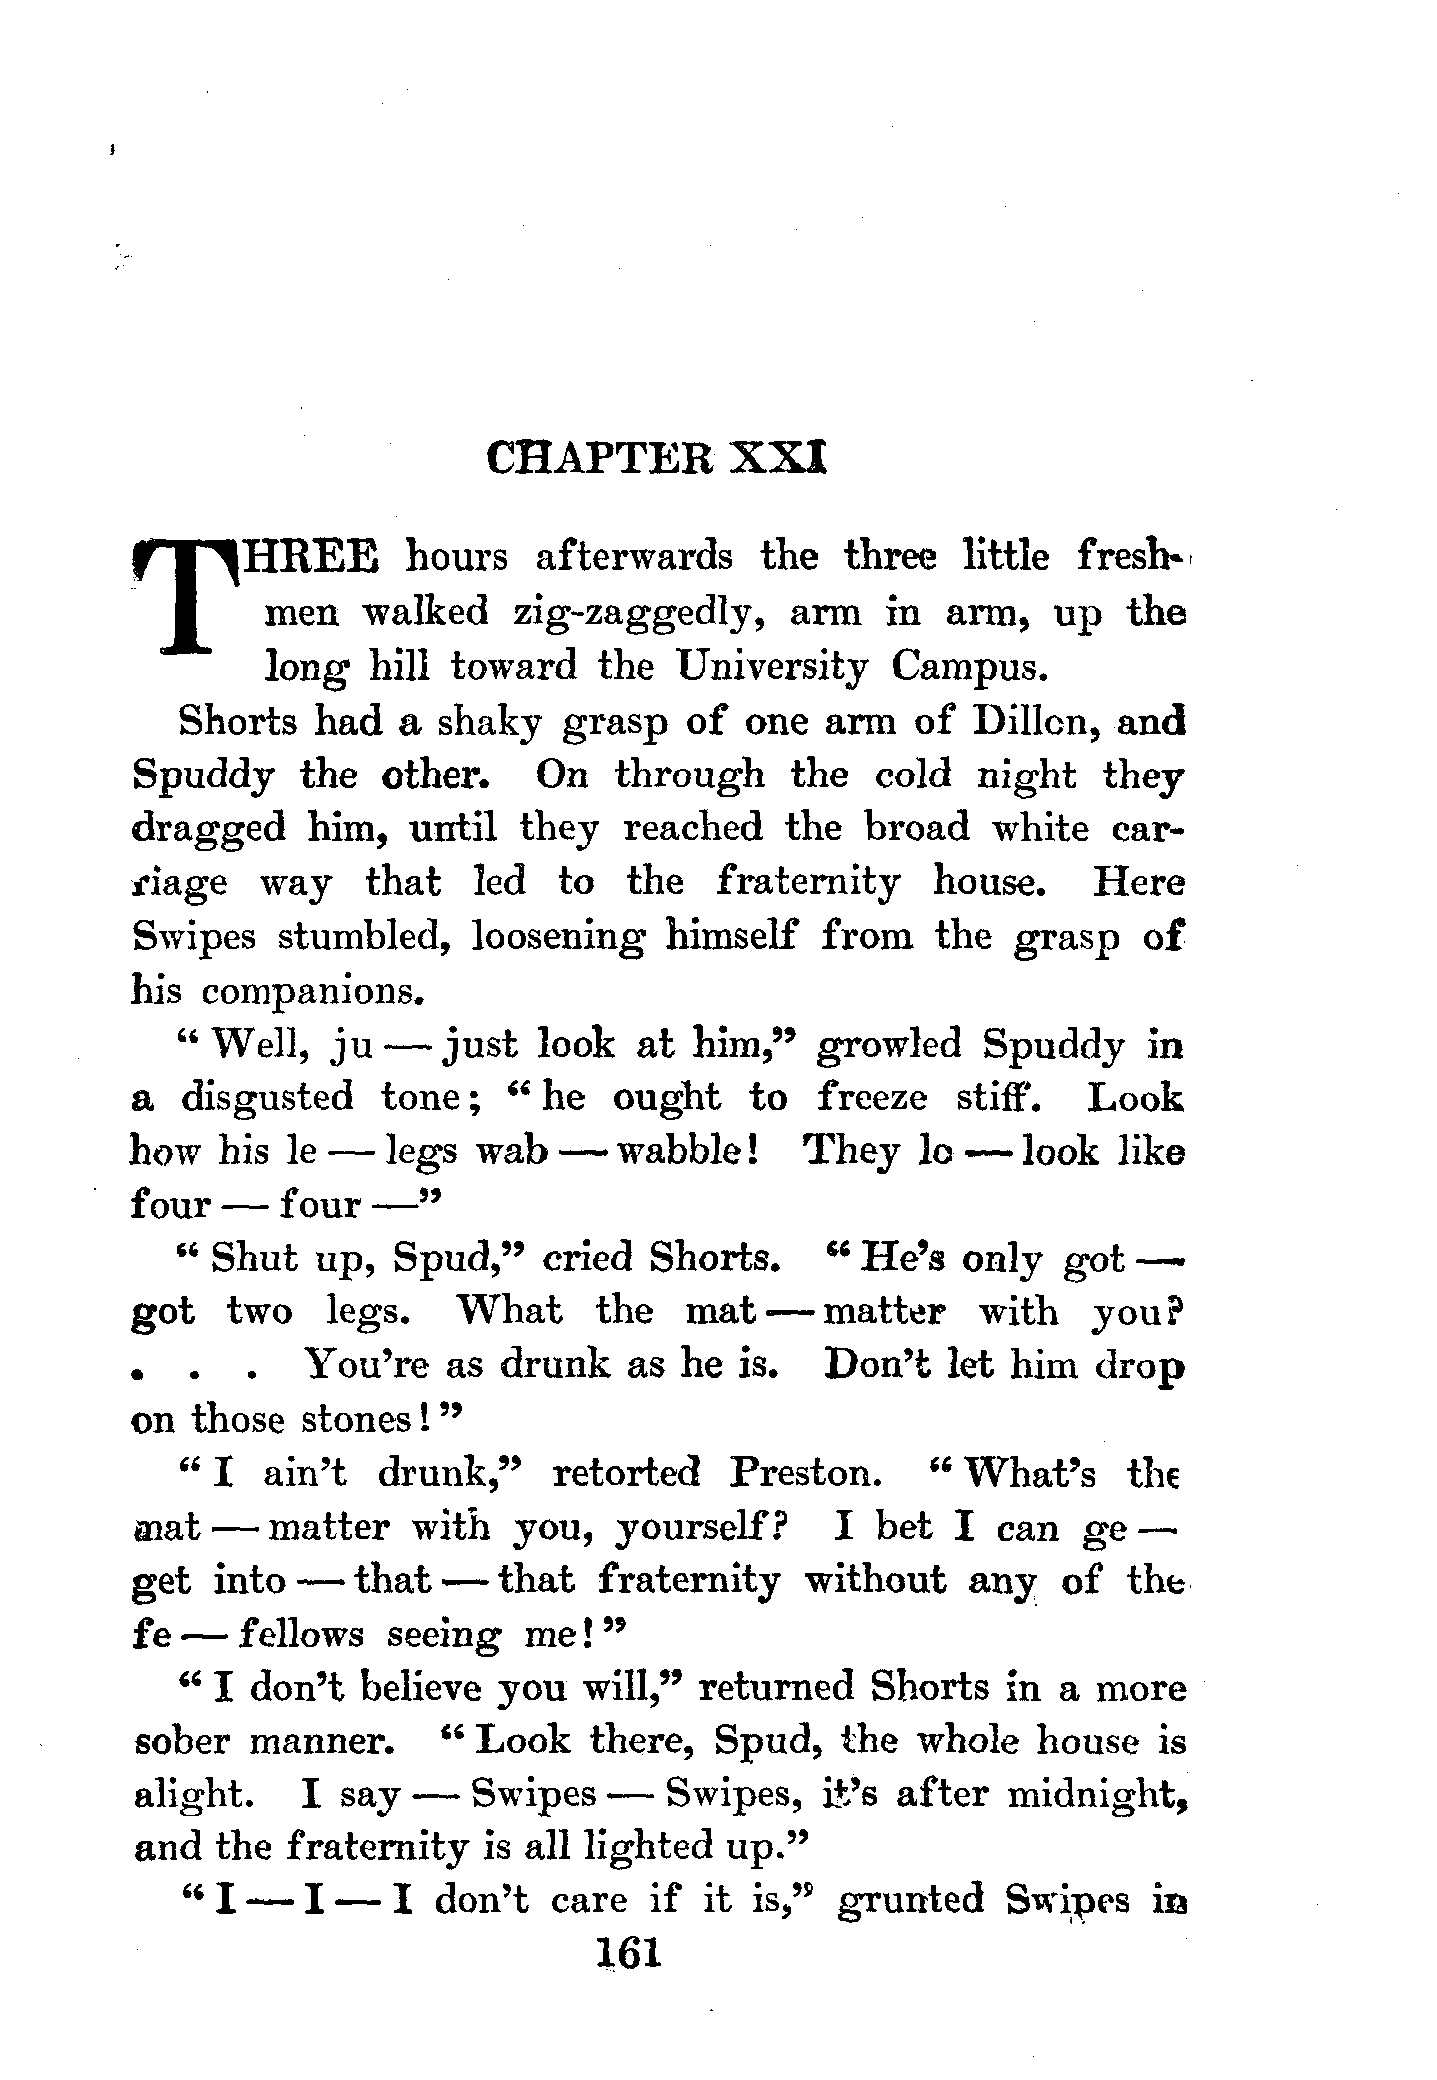 CHAPTER XXI
THREE hours afterwards the three little fresh-
men walked zig-zaggedly, arm in arm, up the
long hill toward the University Campus.
Shorts had a shaky grasp of one arm of Dillon, and
Spuddy the other. On through the cold night they
dragged him, until they reached the broad white car-
riage way that led to the fraternity house. Here
Swipes stumbled, loosening himself from the grasp of
his companions.
“ Well, ju — just look at him,” growled Spuddy in
a disgusted tone; “ he ought to freeze stiff. Look
how his le — legs wab — wabble! They lo — look like
four — four —”
“ Shut up, Spud,” cried Shorts. “ He’s only got —
got two legs. What the mat — matter with you?
. . . You’re as drunk as he is. Don’t let him drop
on those stones! ”
“ I ain’t drunk,” retorted Preston. “ What’s the
mat — matter with you, yourself? I bet I can ge —
get into — that — that fraternity without any of the
fe — fellows seeing me! ”
“ I don’t believe you will,” returned Shorts in a more
sober manner. “ Look there, Spud, the whole house is
alight. I say — Swipes — Swipes, it’s after midnight,
and the fraternity is all lighted up.”
“ I — I — I don’t care if it is,” grunted Swipes in
161